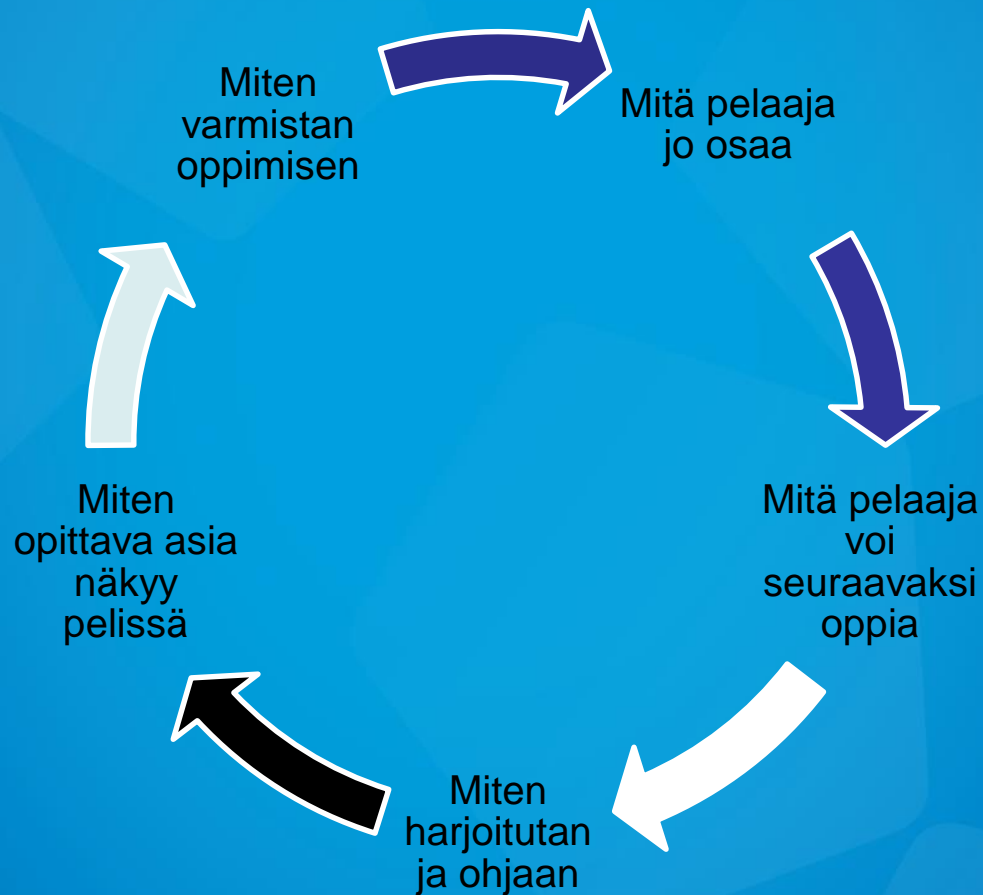 Miten
varmistan
oppimisen
Mitä pelaaja
jo osaa
Mitä pelaaja
voi
seuraavaksi
oppia
Miten
harjoitutan
ja ohjaan
Miten
opittava asia
näkyy
pelissä